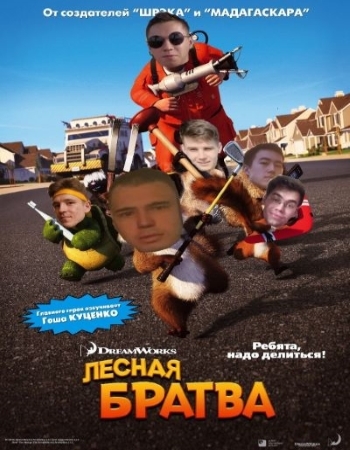 От создателей "ШРЭКА" и "МАДАГАСКАРА"
Главного героя озвучивает
Гоша КУЦЕНКО
DREAMWORKS
Ребята,
надо делиться!
ЛЕСНАЯ
БРАТВА